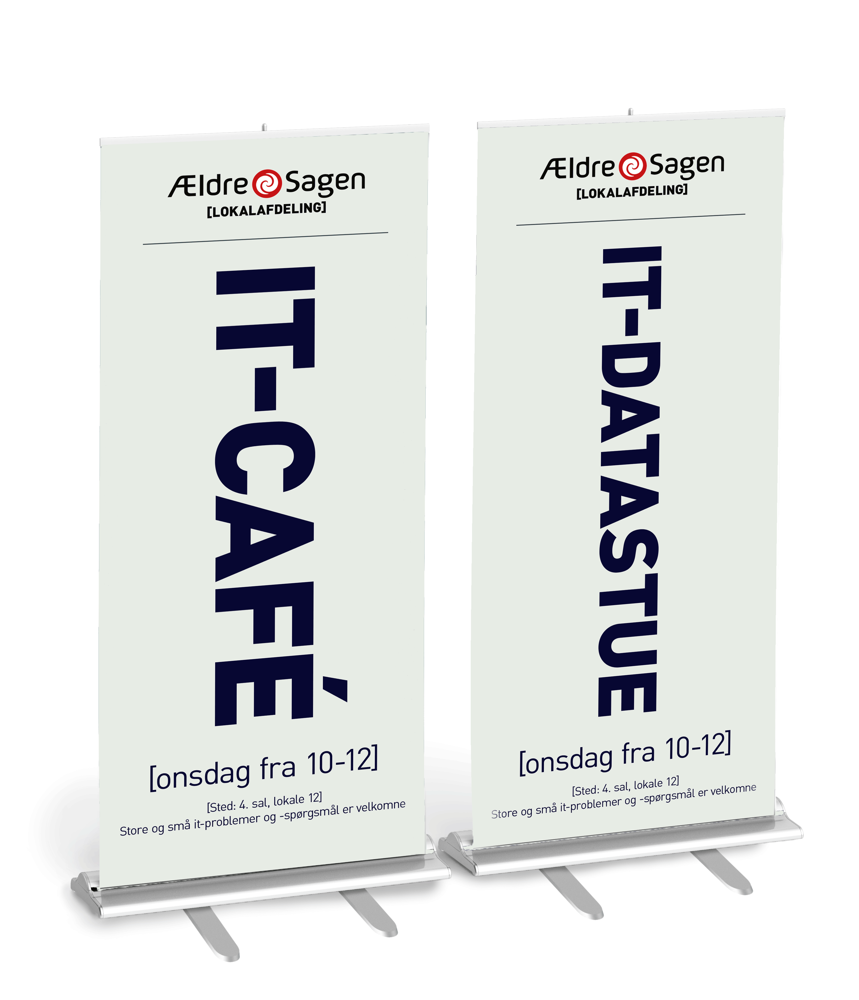 Ældre Sagen
[LOKALAFDELING]
IT-CAFÉ
[onsdag fra 10-12]
[Sted: 4. sal, lokale 12]
Store og små it-problemer og -spørgsmål er velkomne
Ældre Sagen
[LOKALAFDELING]
IT-DATASTUE
[onsdag fra 10-12]
[Sted: 4. sal, lokale 12]
Store og små it-problemer og -spørgsmål er velkomne